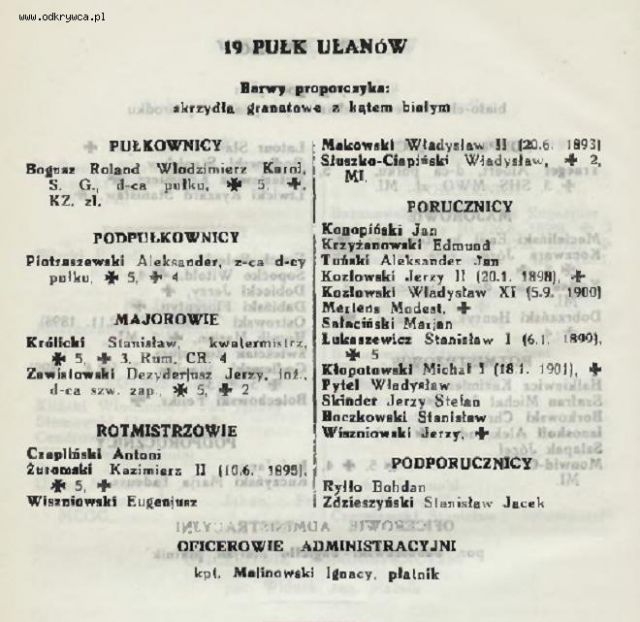 www.odkrywca.pl
19 PUŁK UŁANÓW
Barwy proporczyka:
skrzydła granatowe z kątem białym
PUŁKOWNICY
Bogusz Roland Włodzimierz Karol,
S. G., d-ca pułku, ✠ 5, ✠,
KZ. zł.
PODPUŁKOWNICY
Piotraszewski Aleksander, z-ca d-cy
pułku, ✠ 5, ✠ 4
MAJOROWIE
Królicki Stanisław, kwatermistrz,
✠ 5, ✠ 3, Rum. CR. 4
Zawistowski Dezyderjusz Jerzy, inż.,
d-ca szw. zap., ✠ 5, ✠ 2
ROTMISTRZOWIE
Czapliński Antoni
Żuromski Kazimierz II (10.6. 1898),
✠ 5, ✠
Wiszniowski Eugenjusz
Makowski Władysław II (20.6. 1893)
Słuszko-Ciapiński Władysław, ✠ 2,
MI.
PORUCZNICY
Konopiński Jan
Krzyżanowski Edmund
Tuński Aleksander Jan
Kozłowski Jerzy II (20.1. 1898), ✠
Kozłowski Władysław XI (5.9. 1900)
Mertens Modest, ✠
Sałaciński Marjan
Łukaszewicz Stanisław I (6.1. 1899),
✠ 5
Kłopotowski Michał I (18.1. 1901), ✠
Pytel Władysław
Skinder Jerzy Stefan
Boczkowski Stanisław
Wiszniowski Jerzy, ✠
PODPORUCZNICY
Ryłło Bohdan
Zdzieszyński Stanisław Jacek
OFICEROWIE ADMINISTRACYJNI
kpt. Malinowski Ignacy, płatnik